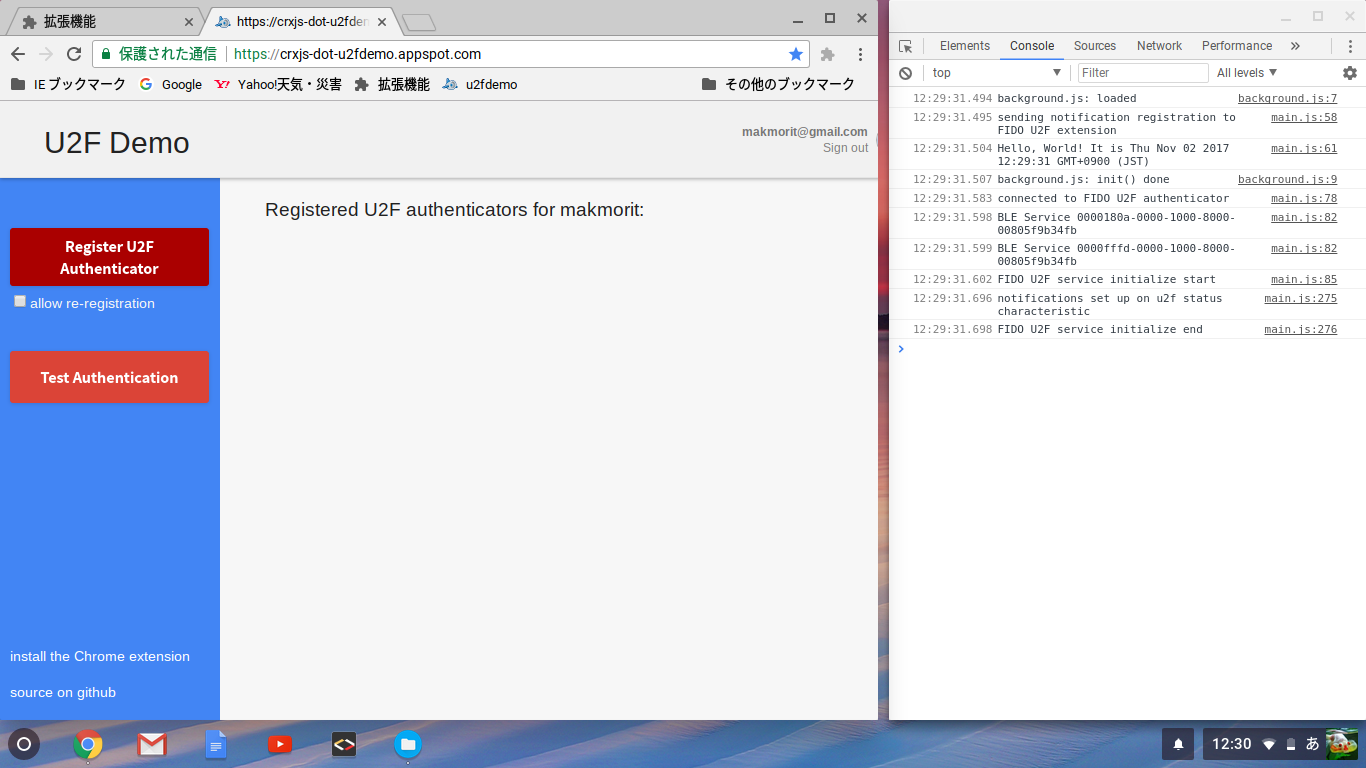 拡張機能
https://crxjs-dot-u2fden
保護された通信 https://crxjs-dot-u2fdemo.appspot.com
IE ブックマーク Google Yahoo!天気・災害 拡張機能 u2fdemo その他のブックマーク
U2F Demo
makmorit@gmail.com
Sign out
Register U2F
Authenticator
allow re-registration
Test Authentication
install the Chrome extension
source on github
Registered U2F authenticators for makmorit:
Elements Console Sources Network Performance »
top Filter All levels
12:29:31.494 background.js: loaded background.js:7
12:29:31.495 sending notification registration to main.js:58
FIDO U2F extension
12:29:31.504 Hello, World! It is Thu Nov 02 2017 main.js:61
12:29:31 GMT+0900 (JST)
12:29:31.507 background.js: init() done background.js:9
12:29:31.583 connected to FIDO U2F authenticator main.js:78
12:29:31.598 BLE Service 0000180a-0000-1000-8000- main.js:82
00805f9b34fb
12:29:31.599 BLE Service 0000fffd-0000-1000-8000- main.js:82
00805f9b34fb
12:29:31.602 FIDO U2F service initialize start main.js:85
12:29:31.696 notifications set up on u2f status main.js:275
characteristic
12:29:31.698 FIDO U2F service initialize end main.js:276
12:30 あ